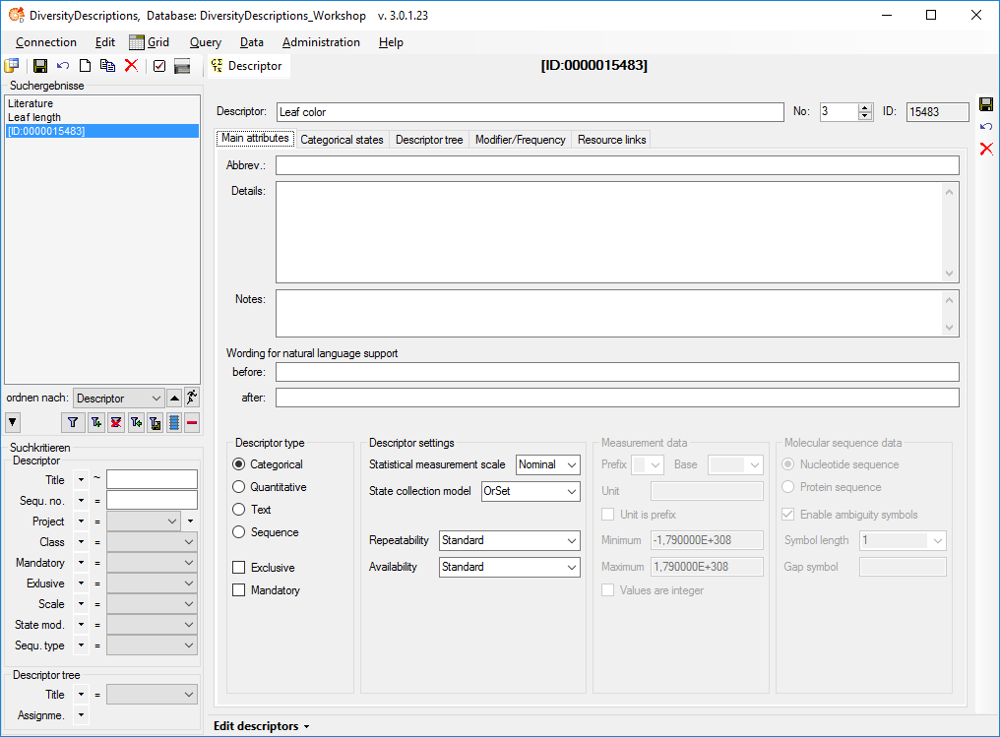 DiversityDescriptions,  Database: DiversityDescriptions_Workshop    v. 3.0.1.23
Connection Edit Grid Query Data Administration Help
Descriptor [ID:0000015483]
Suchergebnisse
Literature
Leaf length
[ID:0000015483]
Descriptor: Leaf color No: 3 ID: 15483
Main attributes Categorical states Descriptor tree Modifier/Frequency Resource links
Abbrev.:
Details:
Notes:
Wording for natural language support
before:
after:
ordnen nach: Descriptor
Suchkritieren
Descriptor
Title ~
Sequ. no. =
Project =
Class =
Mandatory =
Exlusive =
Scale =
State mod. =
Sequ. type =
Descriptor tree
Title =
Assignme.
Descriptor type
Categorical
Quantitative
Text
Sequence
Exclusive
Mandatory
Descriptor settings
Statistical measurement scale Nominal
State collection model OrSet
Repeatability Standard
Availability Standard
Measurement data
Prefix Base
Unit
Unit is prefix
Minimum -1,790000E+308
Maximum 1,790000E+308
Values are integer
Molecular sequence data
Nucleotide sequence
Protein sequence
Enable ambiguity symbols
Symbol length 1
Gap symbol
Edit descriptors